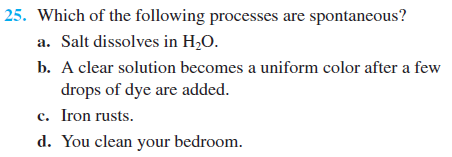 25. Which of the following processes are spontaneous?
a. Salt dissolves in H₂O.
b. A clear solution becomes a uniform color after a few
drops of dye are added.
c. Iron rusts.
d. You clean your bedroom.